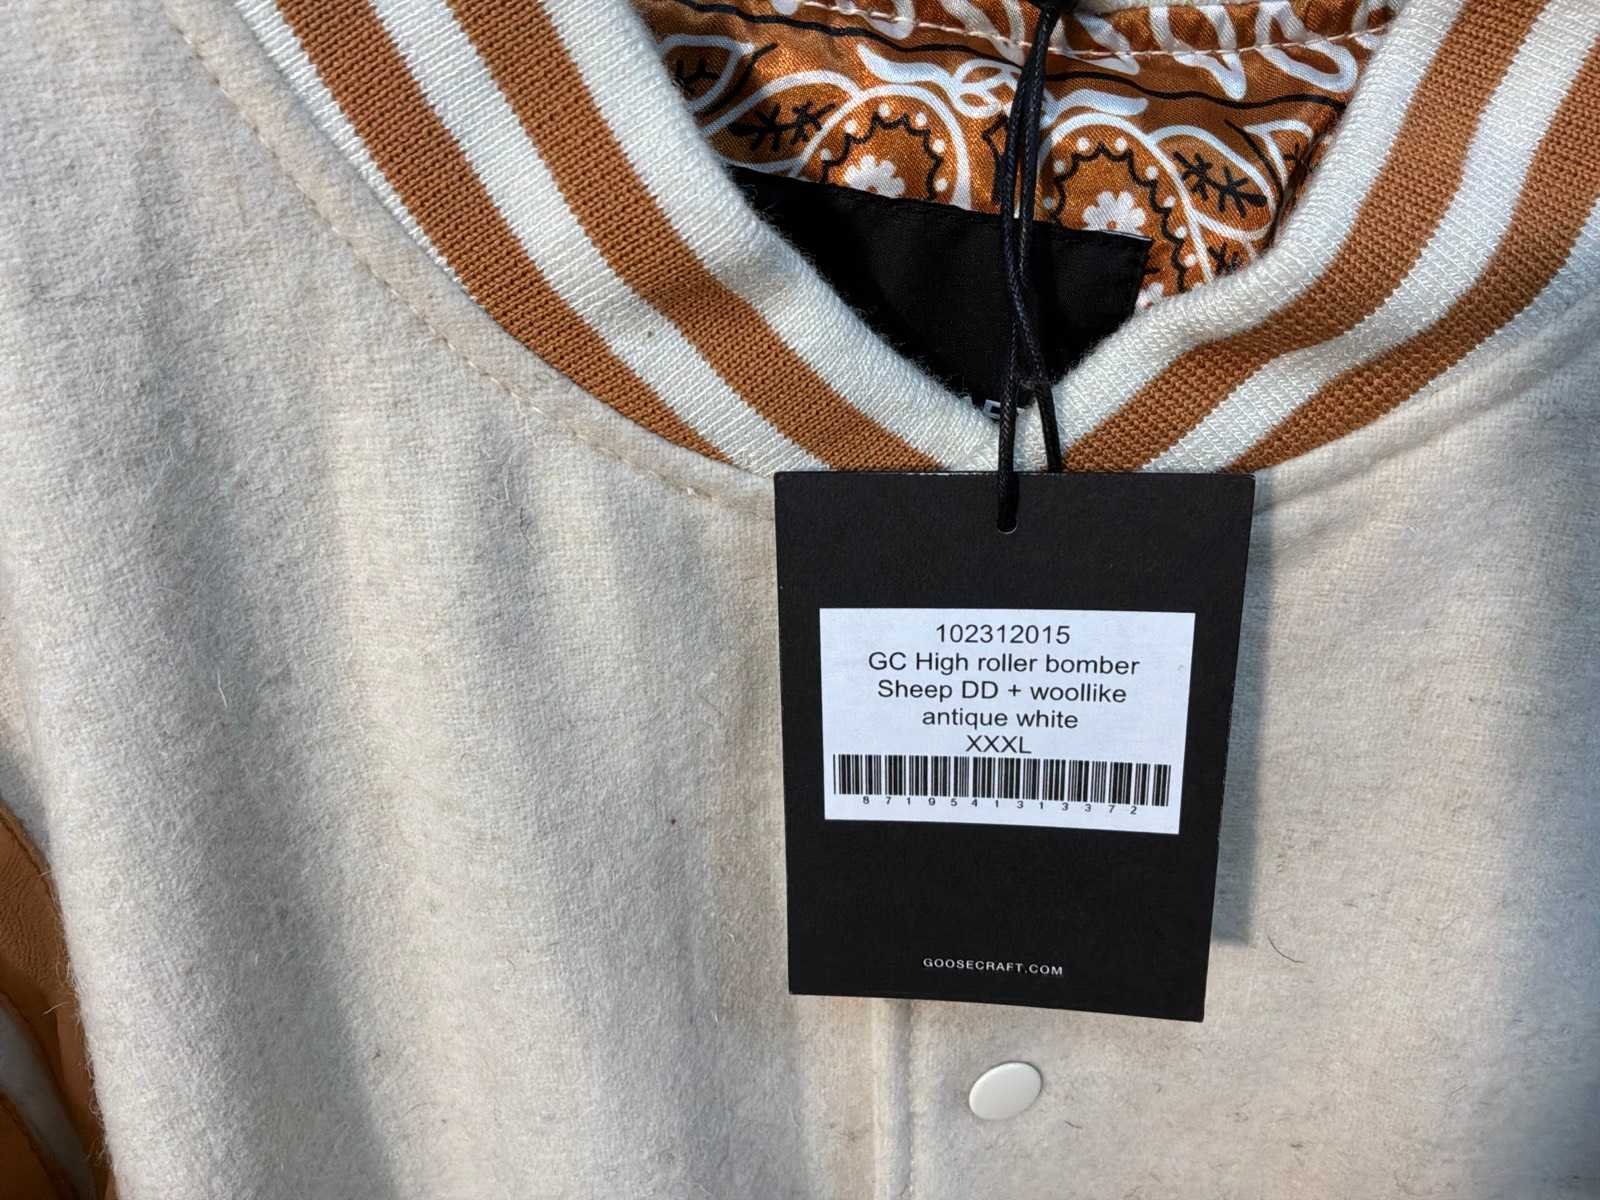 102312015
GC High roller bomber
Sheep DD + woollike
antique white
XXXL
8719541313372
GOOSECRAFT.COM